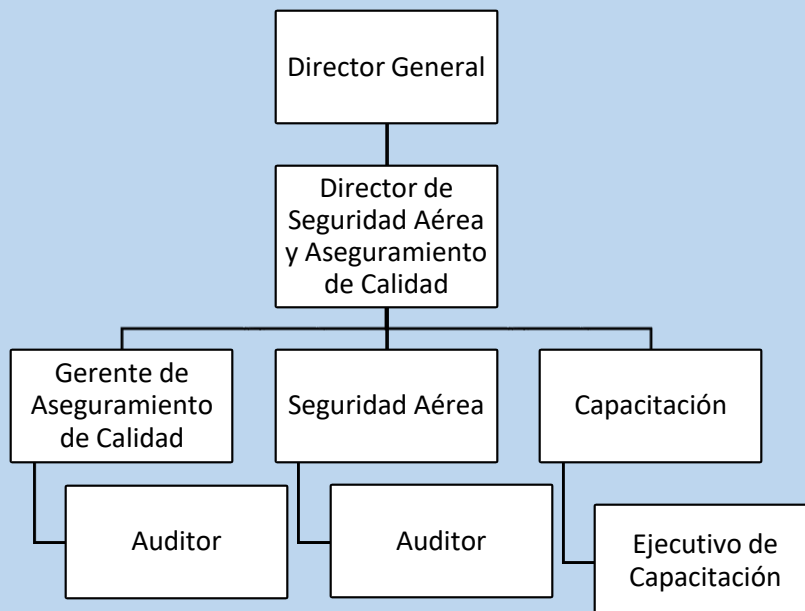 Director General
Director de
Seguridad Aérea
y Aseguramiento
de Calidad
Gerente de
Aseguramiento
de Calidad
Seguridad Aérea
Capacitación
Auditor
Auditor
Ejecutivo de
Capacitación